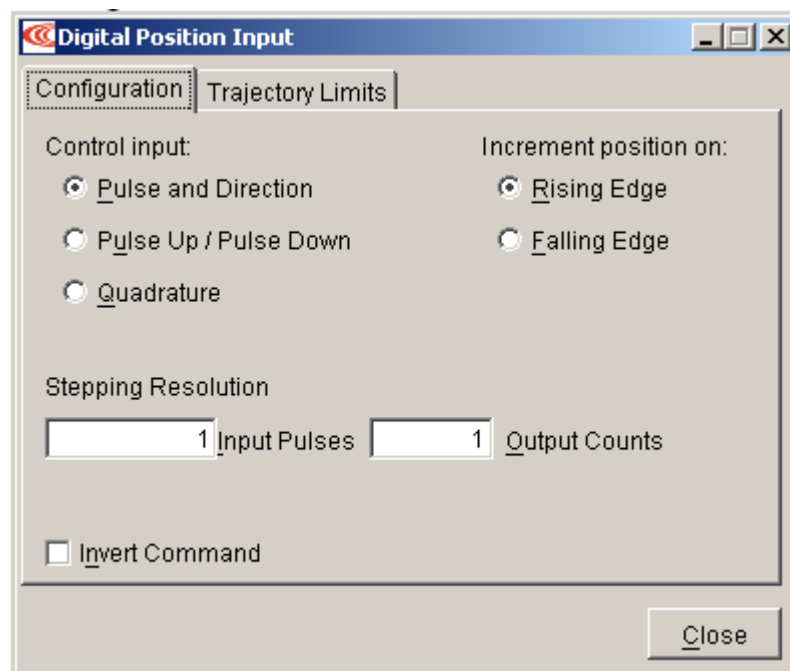 Digital Position Input
Configuration
Trajectory Limits
Control input:
Increment position on:
Pulse and Direction
Rising Edge
Pulse Up / Pulse Down
Falling Edge
Quadrature
Stepping Resolution
1 Input Pulses 1 Output Counts
Invert Command
Close